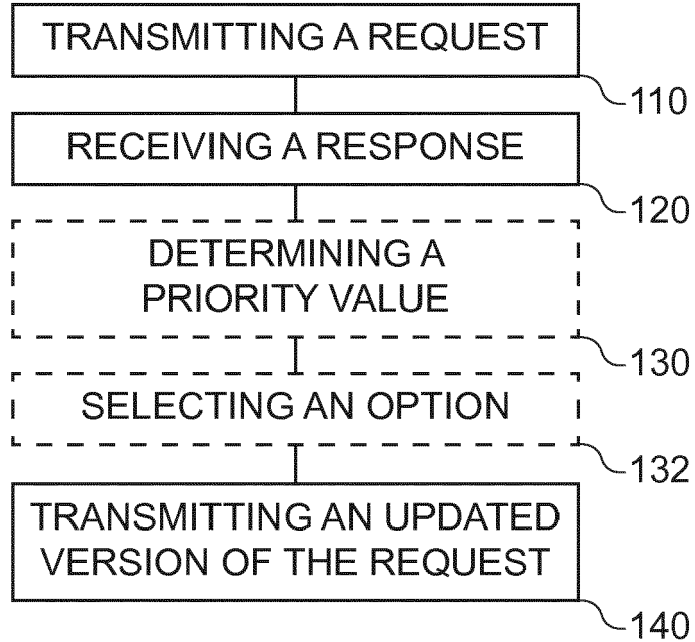 TRANSMITTING A REQUEST
110
RECEIVING A RESPONSE
120
DETERMINING A
PRIORITY VALUE
130
SELECTING AN OPTION
132
TRANSMITTING AN UPDATED
VERSION OF THE REQUEST
140